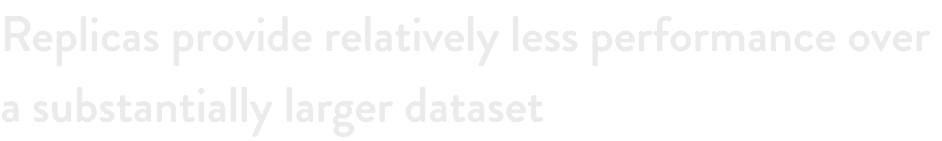 Replicas provide relatively less performance over
a substantially larger dataset